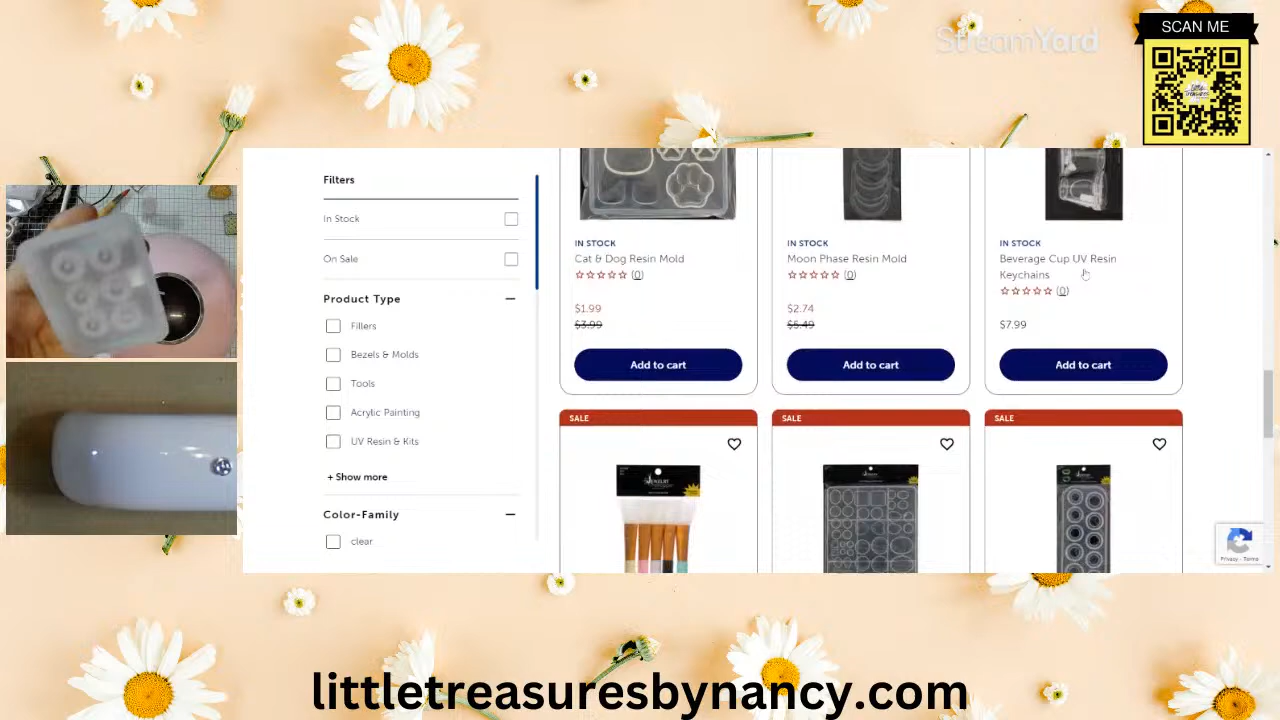 SCAN ME
StreamYard
Filters
In Stock
On Sale
Product Type
Fillers
Bezels & Molds
Tools
Acrylic Painting
UV Resin & Kits
+ Show more
Color-Family
clear
IN STOCK
Cat & Dog Resin Mold
(0)
$1.99
$3.99
Add to cart
IN STOCK
Moon Phase Resin Mold
(0)
$2.74
$5.49
Add to cart
IN STOCK
Beverage Cup UV Resin
Keychains
(0)
$7.99
Add to cart
SALE
SALE
SALE
Privacy - Terms
littletreasuresbynancy.com